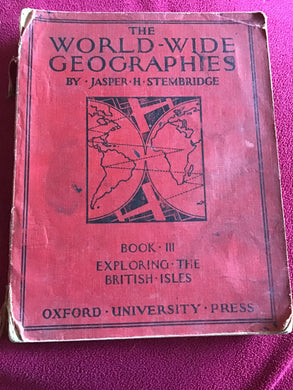 THE
WORLD-WIDE
GEOGRAPHIES
BY·JASPER·H·STEMBRIDGE
BOOK·III
EXPLORING·THE
BRITISH·ISLES
OXFORD·UNIVERSITY·PRESS